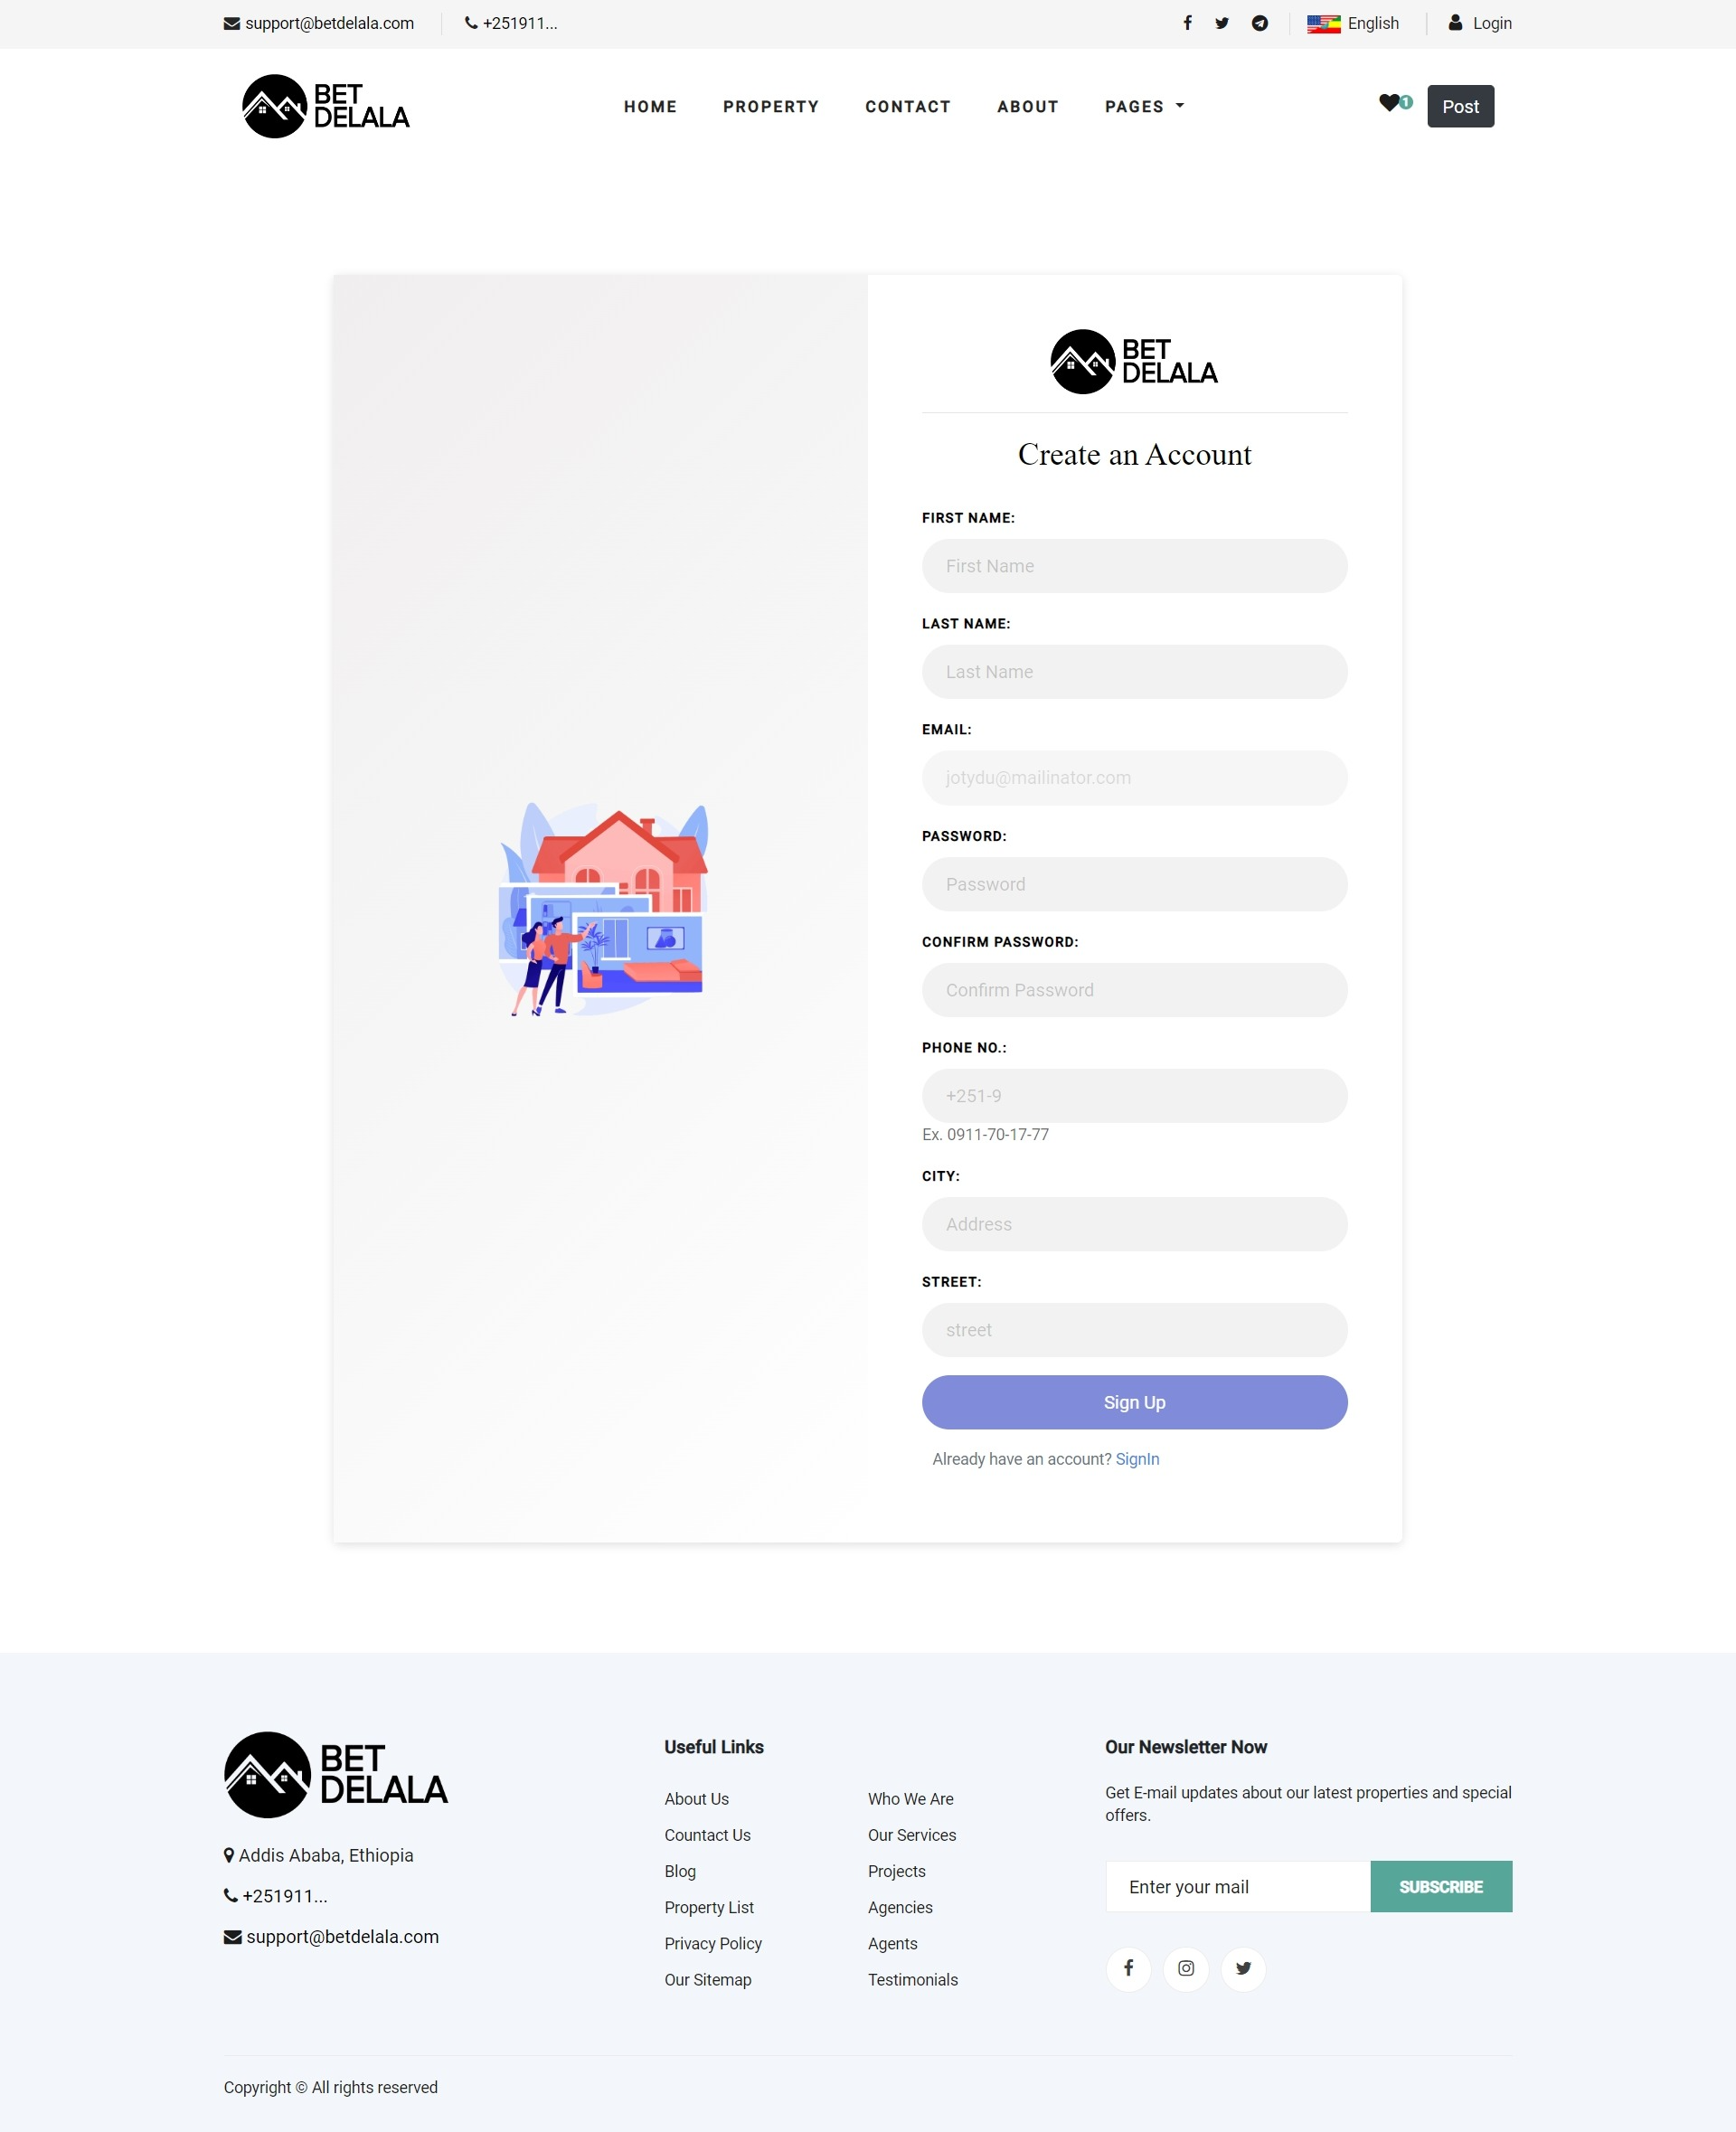 support@betdelala.com
+251911...
English
Login
BET
DELALA
HOME
PROPERTY
CONTACT
ABOUT
PAGES
1
Post
BET
DELALA
Create an Account
FIRST NAME:
First Name
LAST NAME:
Last Name
EMAIL:
jotydu@mailinator.com
PASSWORD:
Password
CONFIRM PASSWORD:
Confirm Password
PHONE NO.:
+251-9
Ex. 0911-70-17-77
CITY:
Address
STREET:
street
Sign Up
Already have an account? SignIn
BET
DELALA
Addis Ababa, Ethiopia
+251911...
support@betdelala.com
Useful Links
About Us
Countact Us
Blog
Property List
Privacy Policy
Our Sitemap
Who We Are
Our Services
Projects
Agencies
Agents
Testimonials
Our Newsletter Now
Get E-mail updates about our latest properties and special
offers.
Enter your mail
SUBSCRIBE
Copyright © All rights reserved